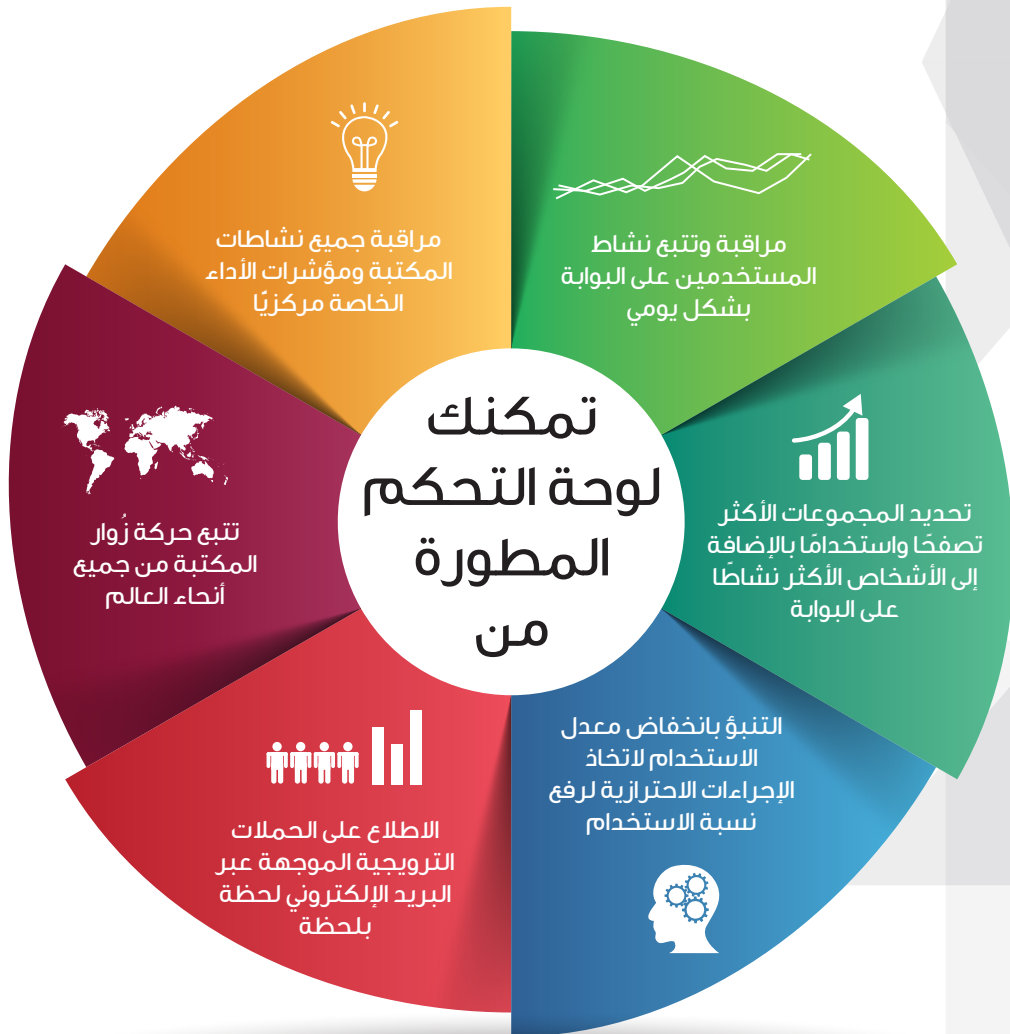 تمكنك
لوحة التحكم
المطورة
من
مراقبة وتتبع نشاط
المستخدمين على البوابة
بشكل يومي
تحديد المجموعات الأكثر
تصفحًا واستخدامًا بالإضافة
إلى الأشخاص الأكثر نشاطًا
على البوابة
التنبؤ بانخفاض معدل
الاستخدام لاتخاذ
الإجراءات الاحترازية لرفع
نسبة الاستخدام
الاطلاع على الحملات
الترويجية الموجهة عبر
البريد الإلكتروني لحظة
بلحظة
تتبع حركة زُوار
المكتبة من جميع
أنحاء العالم
مراقبة جميع نشاطات
المكتبة ومؤشرات الأداء
الخاصة مركزيًا